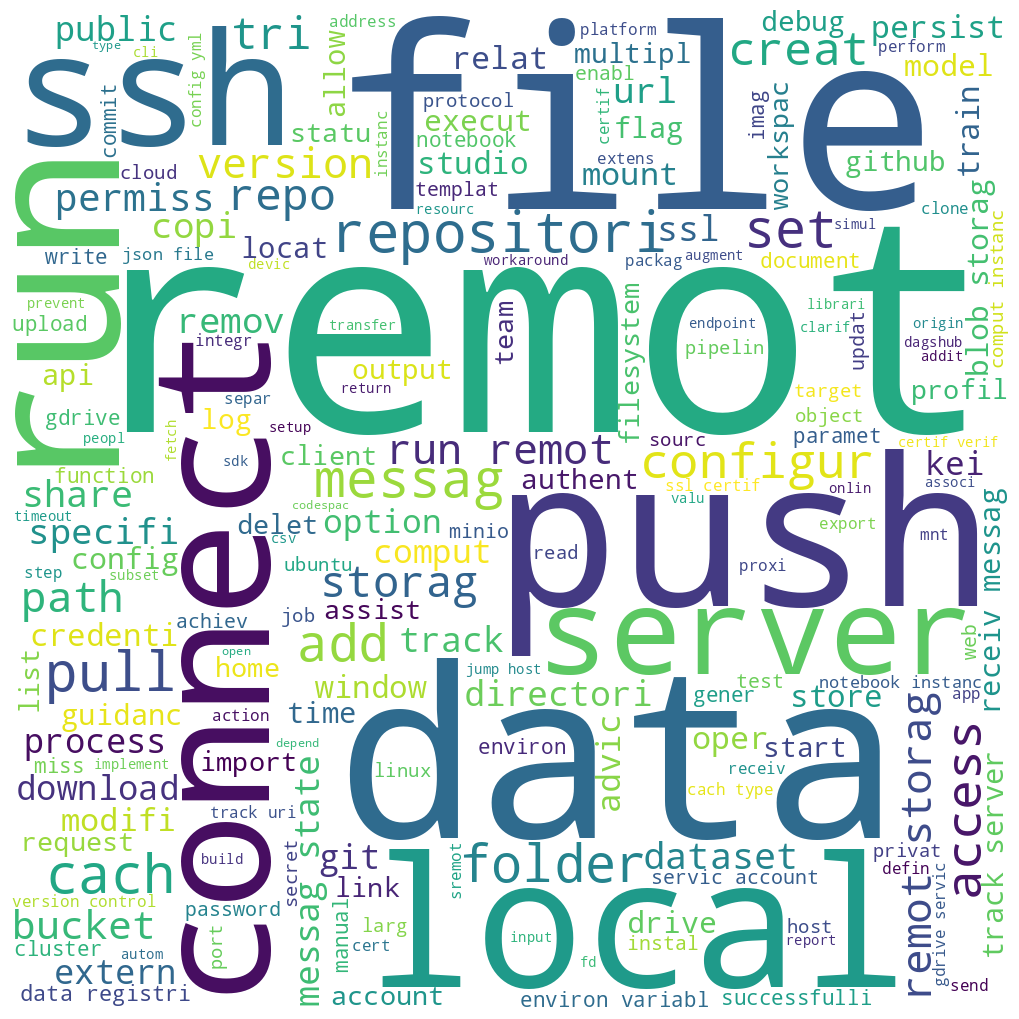 public
type
cli
tri
ssh
file
address
platform
debug
persist
config yml
allow
relat
multipl
creat
perform
model
commit
statu
protocol
enabl
url
execut
notebook
certif
flag
imag
workspac
github
train
instanc
extens
cloud
version
studio
mount
permiss
repo
templat
resourc
clone
copi
repositori
ssl
set
simul
write
json file
locat
devic
workaround
packag
augment
document
blob storag
comput instanc
run
prevent
remot
upload
remov
integr
transfer
team
filesystem
endpoint
librari
clarif
origin
dagshub
addit
updat
api
output
return
pipelin
profil
gdrive
separ
target
object
peopl
log
fetch
setup
run remot
sourc
paramet
certif verif
function
sdk
client
messag
authent
configur
kei
share
ssl certif
valu
onlin
associ
timeout
codespac
connect
push
specifi
delet
option
minio
read
export
mnt
config
csv
step
subset
ubuntu
comput
proxi
path
storag
job
assist
achiev
credenti
add
track
server
receiv messag
web
open
list
pull
home
window
jump host
test
notebook instanc
app
guidanc
action
directori
gener
store
process
time
data
environ
advic
oper
start
access
miss
implement
import
depend
linux
receiv
download
cach type
modifi
track uri
messag state
request
build
secret
git
folder
dataset
privat
remot storag
track server
cach
link
sremot
servic account
defin
gdrive servic
version control
password
local
bucket
manual
larg
drive
instal
host
report
cluster
autom
port
cert
input
extern
fd
data registri
account
environ variabl
successfulli
send